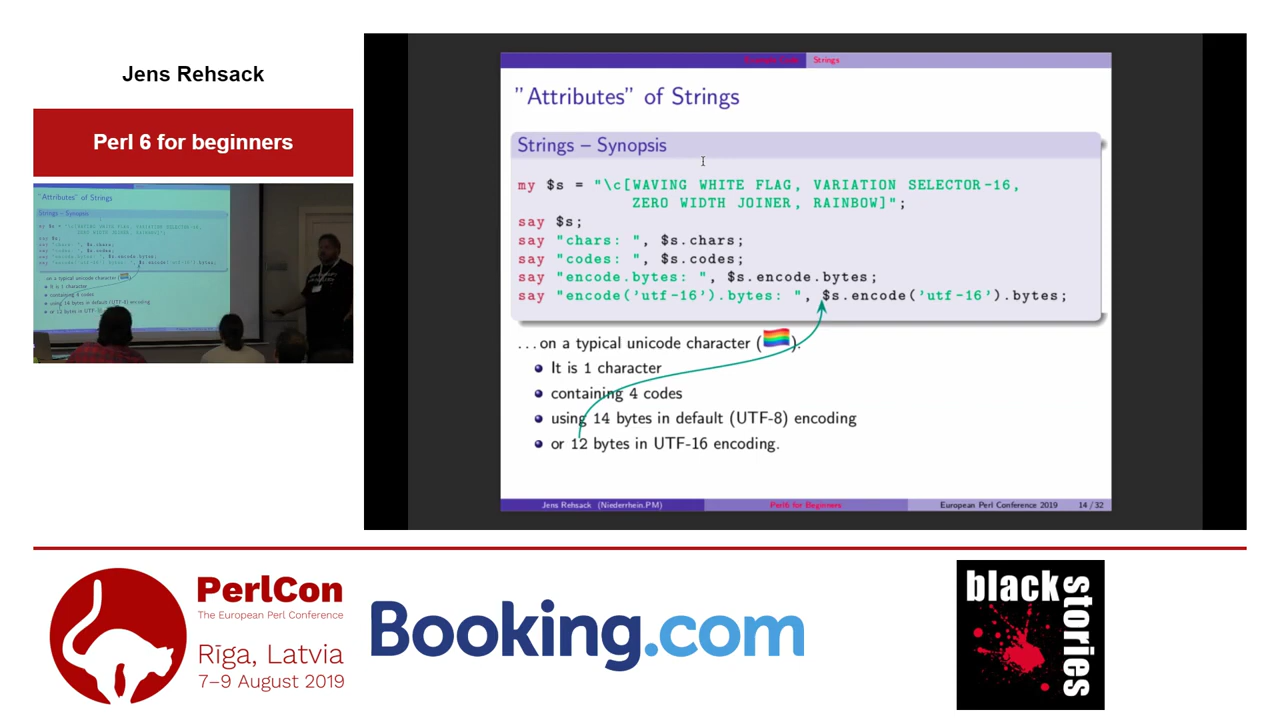 Jens Rehsack
Perl 6 for beginners
Strings
"Attributes" of Strings
Strings – Synopsis
my $s = "\c[WAVING WHITE FLAG, VARIATION SELECTOR-16,
ZERO WIDTH JOINER, RAINBOW]";
say $s;
say "chars: ", $s.chars;
say "codes: ", $s.codes;
say "encode.bytes: ", $s.encode.bytes;
say "encode('utf-16').bytes: ", $s.encode('utf-16').bytes;
...on a typical unicode character (🏳️‍🌈).
It is 1 character
containing 4 codes
using 14 bytes in default (UTF-8) encoding
or 12 bytes in UTF-16 encoding.
Jens Rehsack (Niederrhein.PM) Perl6 for Beginners European Perl Conference 2019 14 / 32
PerlCon
The European Perl Conference
Rīga, Latvia
7–9 August 2019
Booking.com
black stories